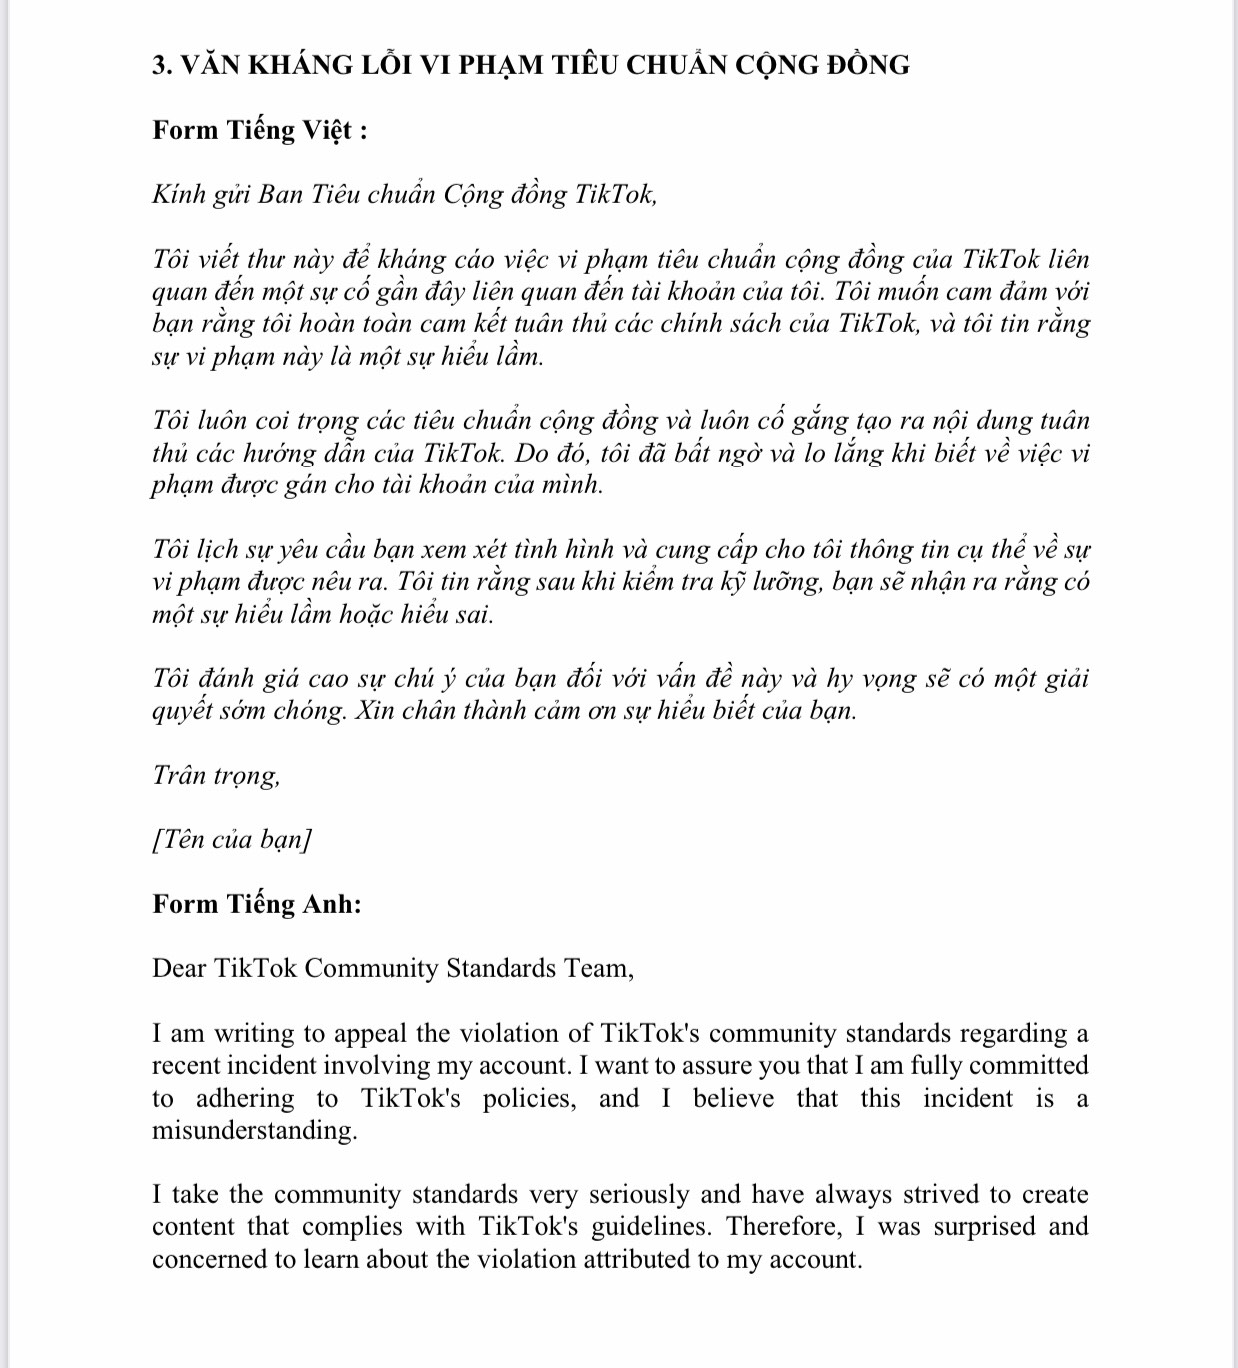 3. VĂN KHÁNG LỖI VI PHẠM TIÊU CHUẨN CỘNG ĐỒNG
Form Tiếng Việt :
Kính gửi Ban Tiêu chuẩn Cộng đồng TikTok,
Tôi viết thư này để kháng cáo việc vi phạm tiêu chuẩn cộng đồng của TikTok liên
quan đến một sự cố gần đây liên quan đến tài khoản của tôi. Tôi muốn cam đảm với
bạn rằng tôi hoàn toàn cam kết tuân thủ các chính sách của TikTok, và tôi tin rằng
sự vi phạm này là một sự hiểu lầm.
Tôi luôn coi trọng các tiêu chuẩn cộng đồng và luôn cố gắng tạo ra nội dung tuân
thủ các hướng dẫn của TikTok. Do đó, tôi đã bất ngờ và lo lắng khi biết về việc vi
phạm được gán cho tài khoản của mình.
Tôi lịch sự yêu cầu bạn xem xét tình hình và cung cấp cho tôi thông tin cụ thể về sự
vi phạm được nêu ra. Tôi tin rằng sau khi kiểm tra kỹ lưỡng, bạn sẽ nhận ra rằng có
một sự hiểu lầm hoặc hiểu sai.
Tôi đánh giá cao sự chú ý của bạn đối với vấn đề này và hy vọng sẽ có một giải
quyết sớm chóng. Xin chân thành cảm ơn sự hiểu biết của bạn.
Trân trọng,
[Tên của bạn]
Form Tiếng Anh:
Dear TikTok Community Standards Team,
I am writing to appeal the violation of TikTok's community standards regarding a
recent incident involving my account. I want to assure you that I am fully committed
to adhering to TikTok's policies, and I believe that this incident is a
misunderstanding.
I take the community standards very seriously and have always strived to create
content that complies with TikTok's guidelines. Therefore, I was surprised and
concerned to learn about the violation attributed to my account.